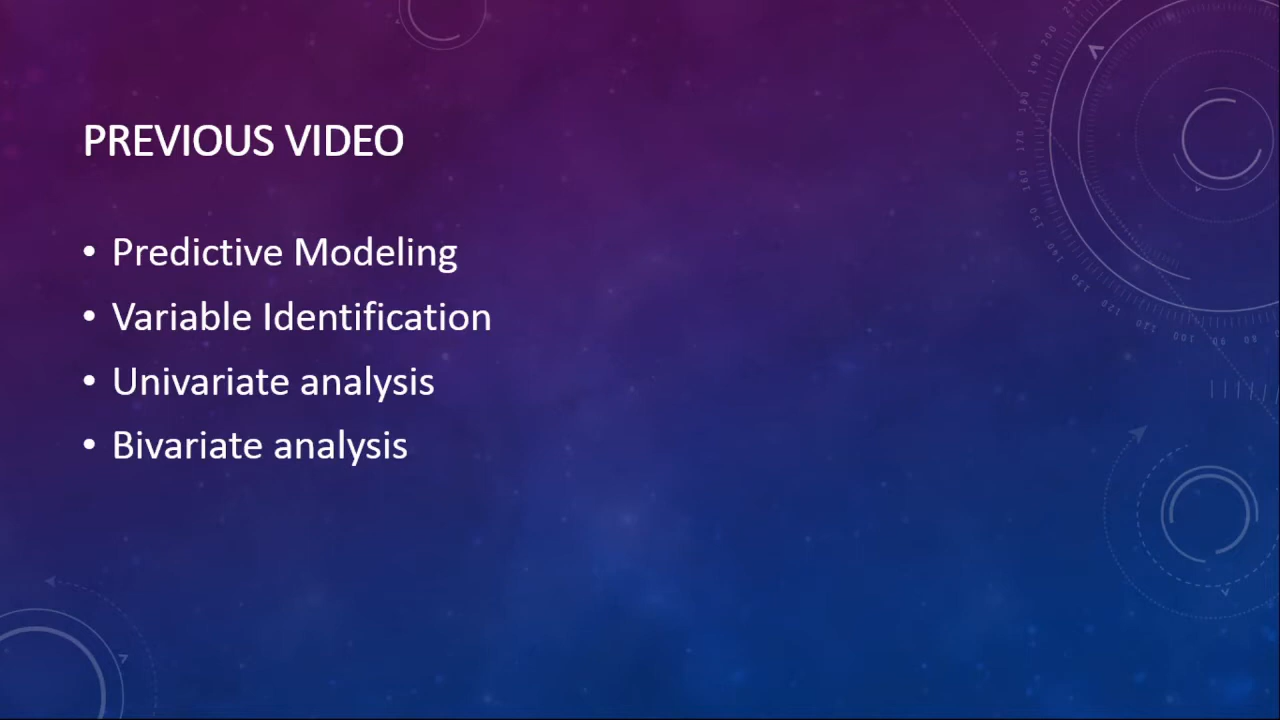 PREVIOUS VIDEO
• Predictive Modeling
• Variable Identification
• Univariate analysis
• Bivariate analysis